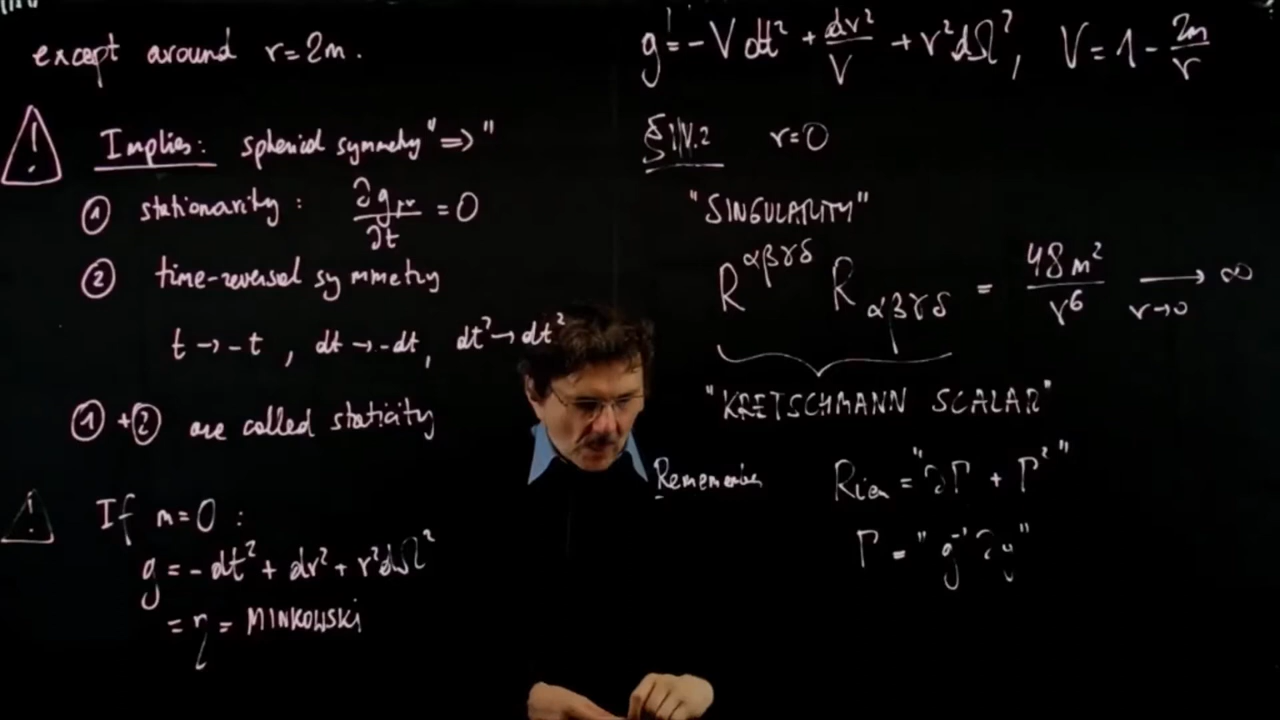 except around r=2m.
! Implies: spherical symmetry "⇒"
① stationarity: ∂g_μν/∂t = 0
② time-reversal symmetry
t → -t, dt → -dt, dt² → dt²
① + ② are called staticity
! If m=0:
g = -dt² + dr² + r²dΩ²
= η = MINKOWSKI
g = -V dt² + dr²/V + r²dΩ², V = 1 - 2m/r
§IV.2 r=0
"SINGULARITY"
R^αβγδ R_αβγδ = 48m²/r⁶ → ∞
r→0
"KRETSCHMANN SCALAR"
Riem = "∂Γ + Γ²"
Γ = "g⁻¹∂g"